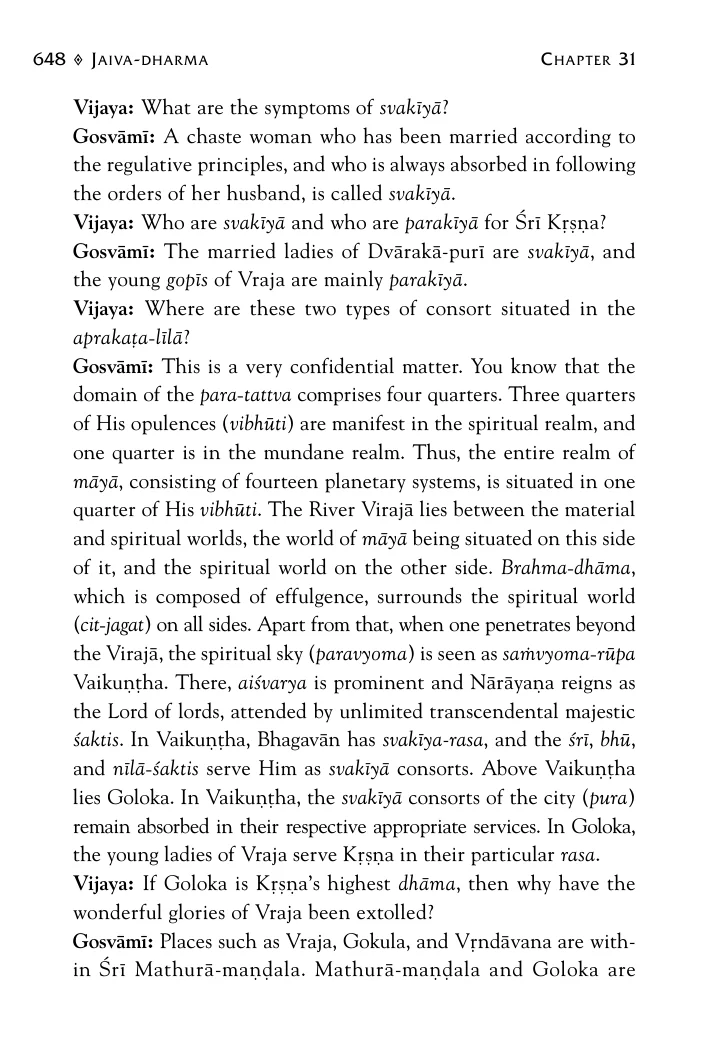 648 ⟡ JAIVA-DHARMA CHAPTER 31
Vijaya: What are the symptoms of svakīyā?
Gosvāmī: A chaste woman who has been married according to
the regulative principles, and who is always absorbed in following
the orders of her husband, is called svakīyā.
Vijaya: Who are svakīyā and who are parakīyā for Śrī Kṛṣṇa?
Gosvāmī: The married ladies of Dvārakā-purī are svakīyā, and
the young gopīs of Vraja are mainly parakīyā.
Vijaya: Where are these two types of consort situated in the
aprakaṭa-līlā?
Gosvāmī: This is a very confidential matter. You know that the
domain of the para-tattva comprises four quarters. Three quarters
of His opulences (vibhūti) are manifest in the spiritual realm, and
one quarter is in the mundane realm. Thus, the entire realm of
māyā, consisting of fourteen planetary systems, is situated in one
quarter of His vibhūti. The River Virajā lies between the material
and spiritual worlds, the world of māyā being situated on this side
of it, and the spiritual world on the other side. Brahma-dhāma,
which is composed of effulgence, surrounds the spiritual world
(cit-jagat) on all sides. Apart from that, when one penetrates beyond
the Virajā, the spiritual sky (paravyoma) is seen as saṁvyoma-rūpa
Vaikuṇṭha. There, aiśvarya is prominent and Nārāyaṇa reigns as
the Lord of lords, attended by unlimited transcendental majestic
śaktis. In Vaikuṇṭha, Bhagavān has svakīya-rasa, and the śrī, bhū,
and nīlā-śaktis serve Him as svakīyā consorts. Above Vaikuṇṭha
lies Goloka. In Vaikuṇṭha, the svakīyā consorts of the city (pura)
remain absorbed in their respective appropriate services. In Goloka,
the young ladies of Vraja serve Kṛṣṇa in their particular rasa.
Vijaya: If Goloka is Kṛṣṇa’s highest dhāma, then why have the
wonderful glories of Vraja been extolled?
Gosvāmī: Places such as Vraja, Gokula, and Vṛndāvana are with-
in Śrī Mathurā-maṇḍala. Mathurā-maṇḍala and Goloka are